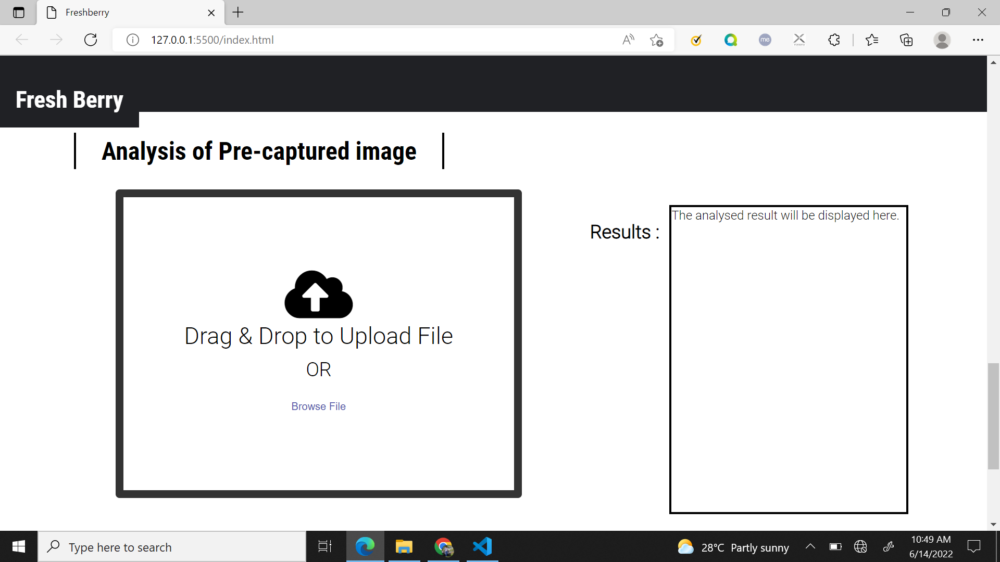 Freshberry
127.0.0.1:5500/index.html
me
Fresh Berry
Analysis of Pre-captured image
Drag & Drop to Upload File
OR
Browse File
Results :
The analysed result will be displayed here.
Type here to search
28°C Partly sunny
10:49 AM
6/14/2022